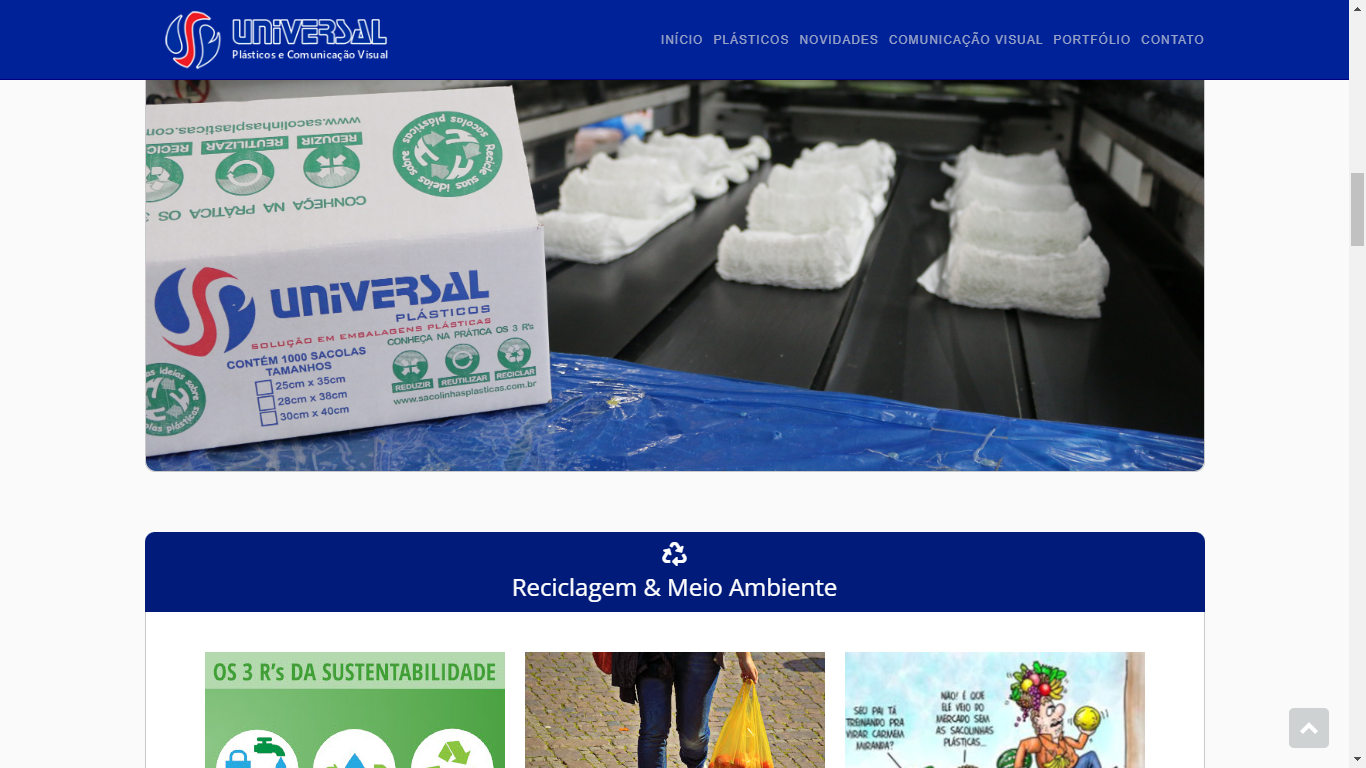 UNIVERSAL
Plásticos e Comunicação Visual
INÍCIO PLÁSTICOS NOVIDADES COMUNICAÇÃO VISUAL PORTFÓLIO CONTATO
www.sacolinhasplasticas.com
REDUZIR
REUTILIZAR
Recicle suas ideias sobre sacolas plásticas
CONHEÇA NA PRÁTICA OS 3
UNIVERSAL
PLÁSTICOS
SOLUÇÃO EM EMBALAGENS PLÁSTICAS
CONTÉM 1000 SACOLAS
TAMANHOS
25cm x 35cm
28cm x 38cm
30cm x 40cm
CONHEÇA NA PRÁTICA OS 3 R's
REDUZIR REUTILIZAR RECICLAR
www.sacolinhasplasticas.com.br
ideias sobre
plásticas
Reciclagem & Meio Ambiente
OS 3 R's DA SUSTENTABILIDADE
SEU PAI TÁ
TREINANDO PRA
VIRAR CARMEM
MIRANDA?
NÃO! É QUE
ELE VEIO DO
MERCADO SEM
AS SACOLINHAS
PLÁSTICAS...